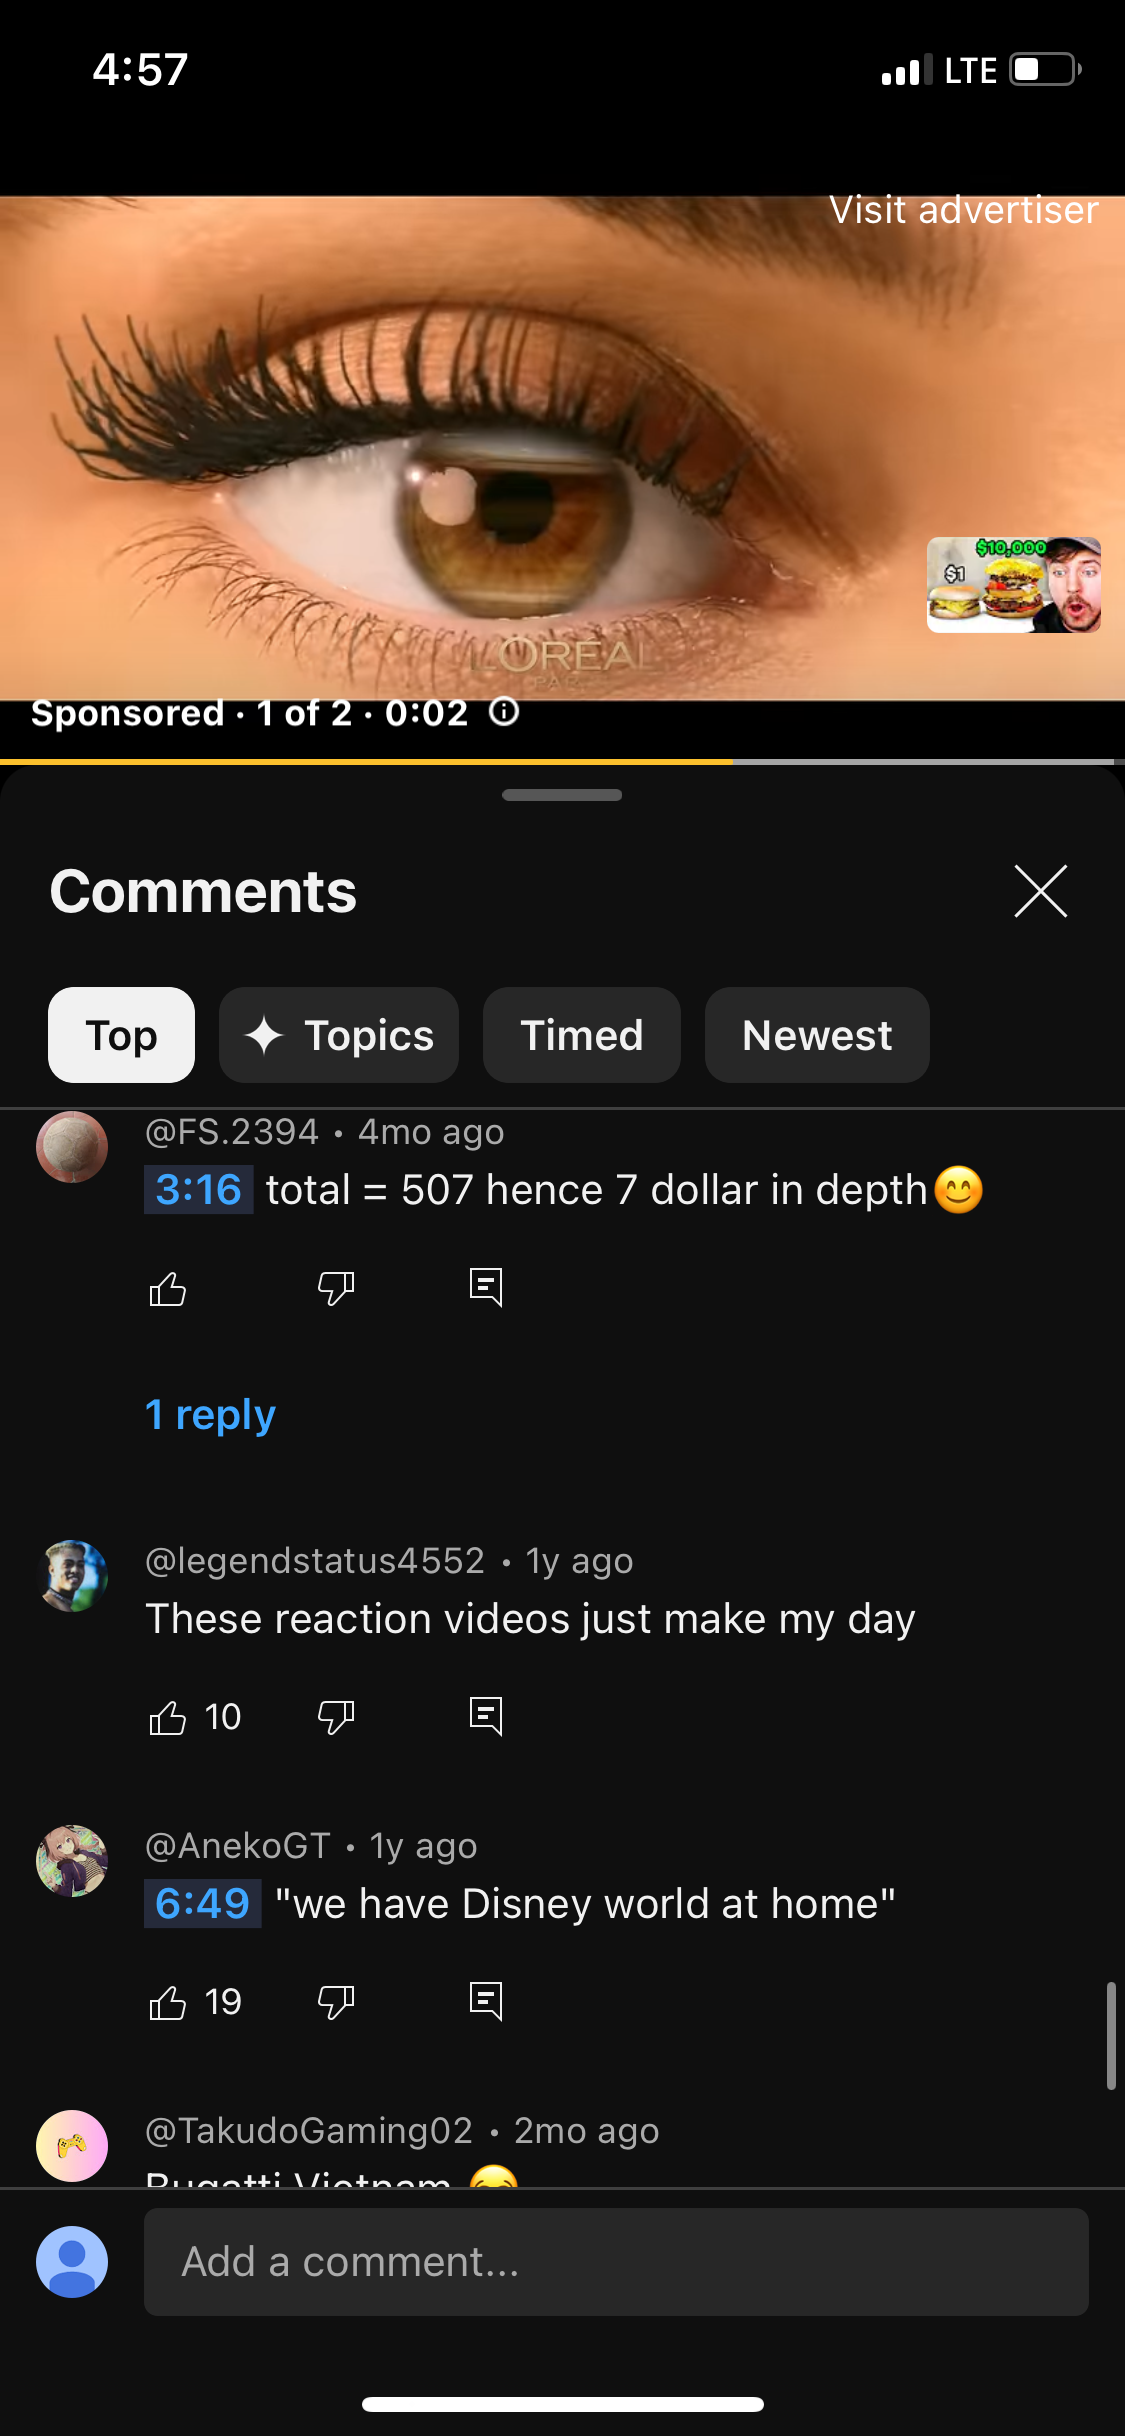 4:57
LTE
Visit advertiser
$10,000
$1
L'ORÉAL
Sponsored · 1 of 2 · 0:02
Comments
Top
Topics
Timed
Newest
@FS.2394 · 4mo ago
3:16 total = 507 hence 7 dollar in depth😊
1 reply
@legendstatus4552 · 1y ago
These reaction videos just make my day
10
@AnekoGT · 1y ago
6:49 "we have Disney world at home"
19
@TakudoGaming02 · 2mo ago
Bugatti Vietnam 😂
Add a comment...